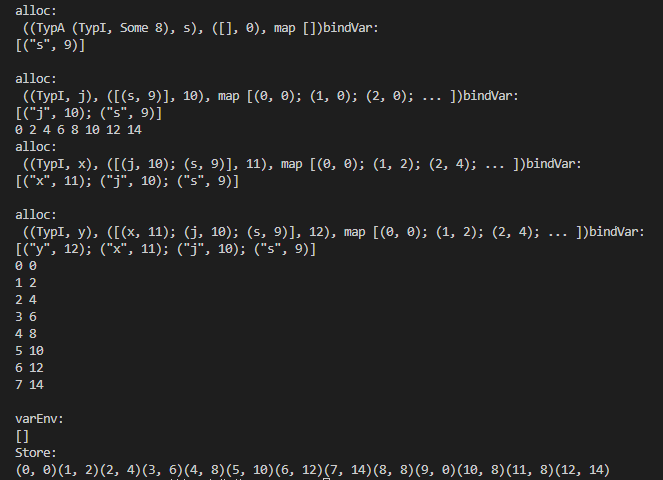 alloc:
 ((TypA (TypI, Some 8), s), ([], 0), map [])bindVar:
[("s", 9)]

alloc:
 ((TypI, j), ([(s, 9)], 10), map [(0, 0); (1, 0); (2, 0); ... ])bindVar:
[("j", 10); ("s", 9)]
0 2 4 6 8 10 12 14
alloc:
 ((TypI, x), ([(j, 10); (s, 9)], 11), map [(0, 0); (1, 2); (2, 4); ... ])bindVar:
[("x", 11); ("j", 10); ("s", 9)]

alloc:
 ((TypI, y), ([(x, 11); (j, 10); (s, 9)], 12), map [(0, 0); (1, 2); (2, 4); ... ])bindVar:
[("y", 12); ("x", 11); ("j", 10); ("s", 9)]
0 0
1 2
2 4
3 6
4 8
5 10
6 12
7 14

varEnv:
[]
Store:
(0, 0)(1, 2)(2, 4)(3, 6)(4, 8)(5, 10)(6, 12)(7, 14)(8, 8)(9, 0)(10, 8)(11, 8)(12, 14)